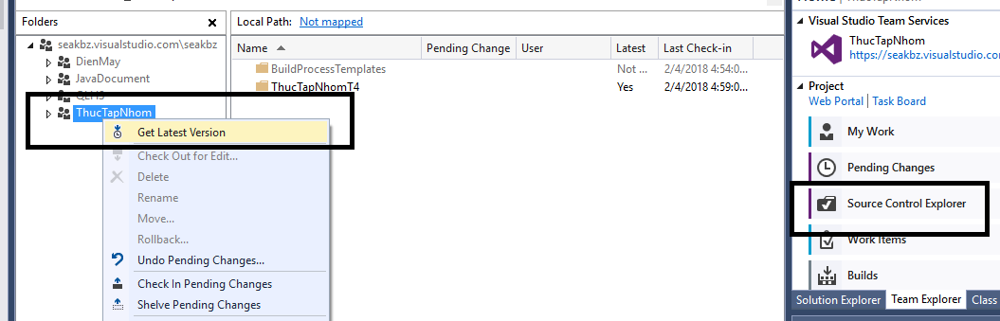 Folders
Local Path: Not mapped
seakbz.visualstudio.com\seakbz
DienMay
JavaDocument
ThucTapNhom
Get Latest Version
Check Out for Edit...
Delete
Rename
Move...
Rollback...
Undo Pending Changes...
Check In Pending Changes
Shelve Pending Changes
Name Pending Change User Latest Last Check-in
BuildProcessTemplates Not ... 2/4/2018 4:54:0
ThucTapNhomT4 Yes 2/4/2018 4:59:0
Visual Studio Team Services
ThucTapNhom
https://seakbz.visualstudio.com
Project
Web Portal | Task Board
My Work
Pending Changes
Source Control Explorer
Work Items
Builds
Solution Explorer Team Explorer Class